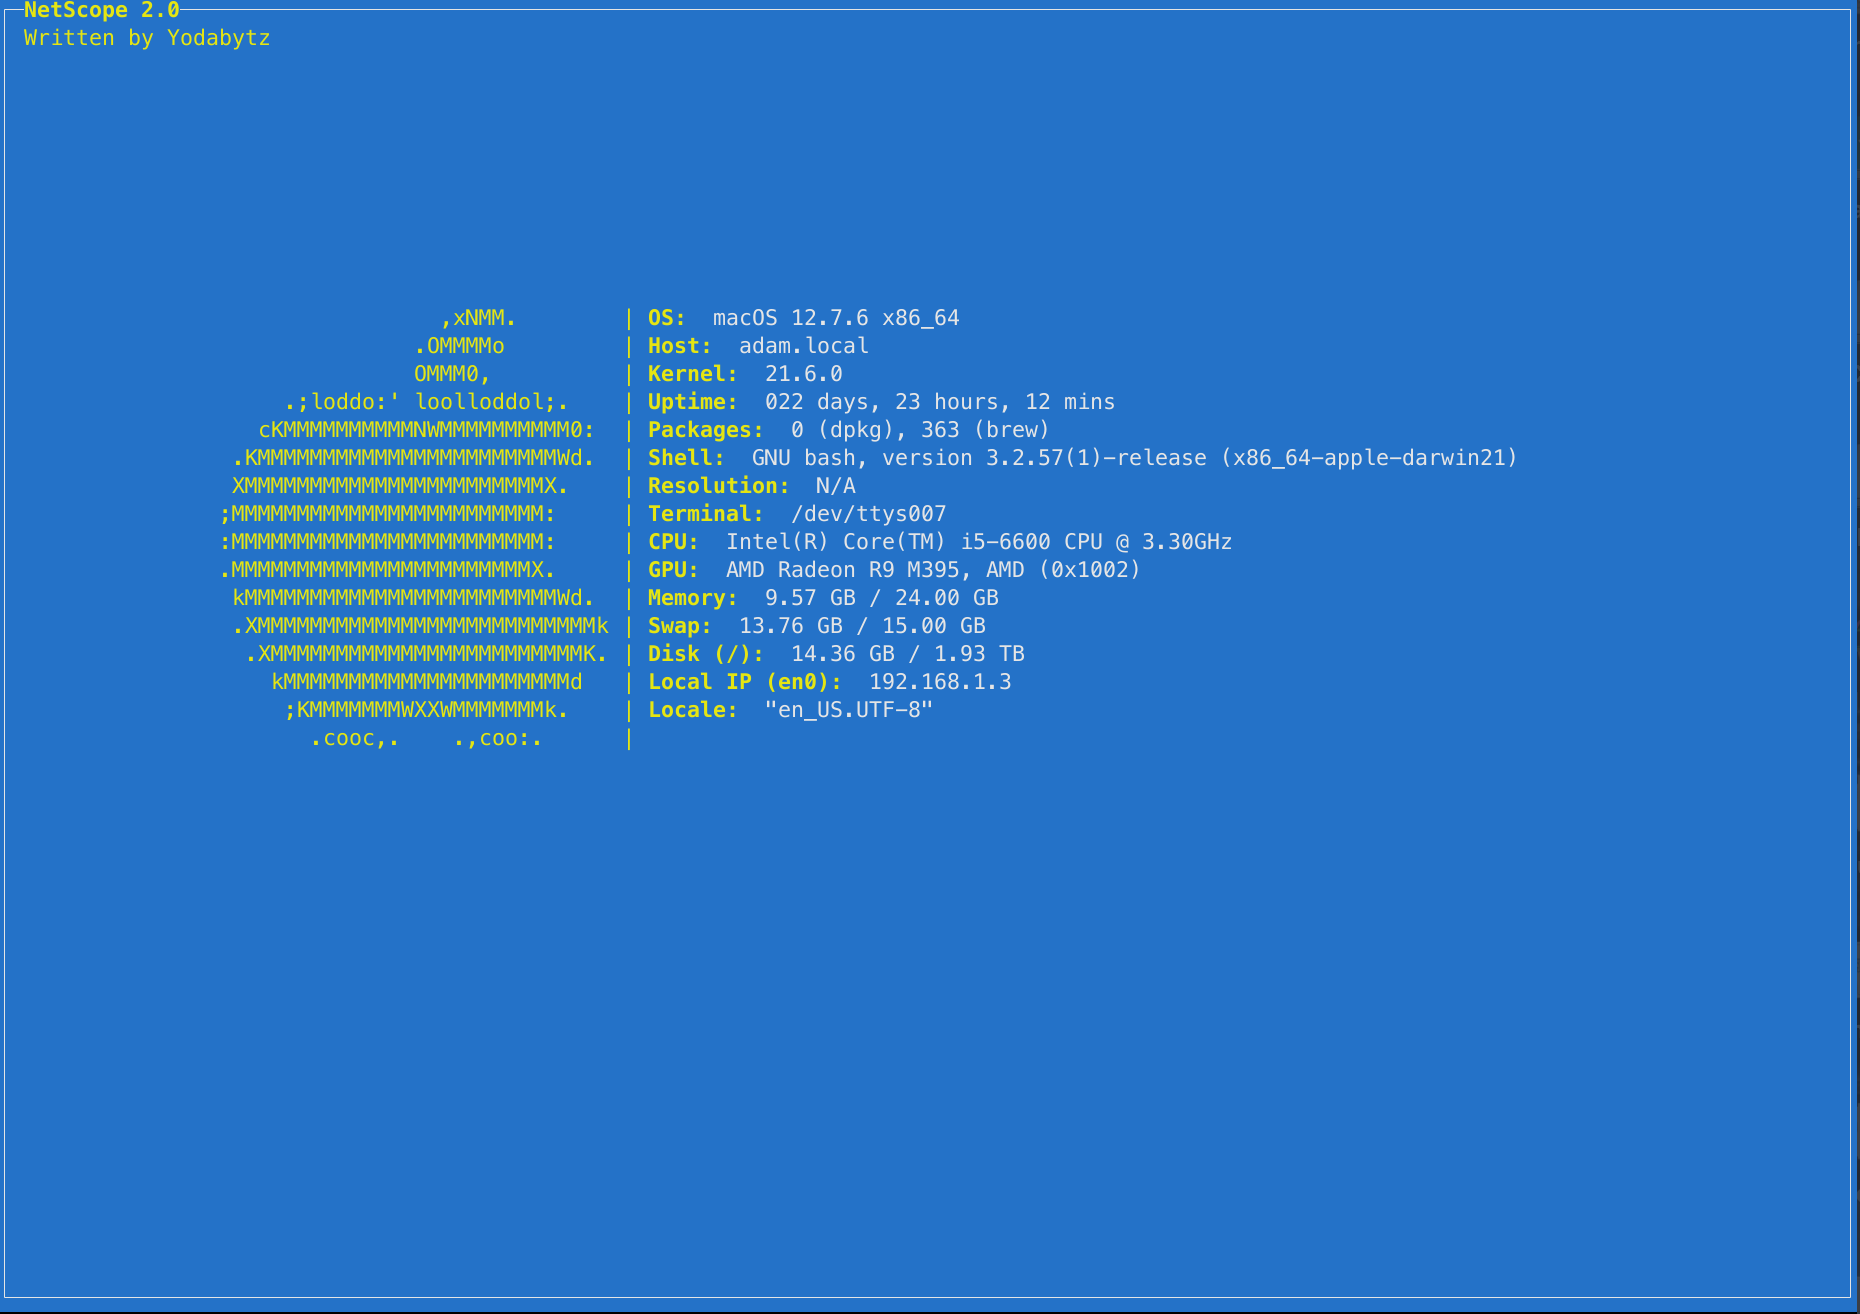 NetScope 2.0
Written by Yodabytz
,xNMM. | OS: macOS 12.7.6 x86_64
.OMMMMo | Host: adam.local
OMMM0, | Kernel: 21.6.0
.;loddo:' loolloddol;. | Uptime: 022 days, 23 hours, 12 mins
cKMMMMMMMMMMNWMMMMMMMMMM0: | Packages: 0 (dpkg), 363 (brew)
.KMMMMMMMMMMMMMMMMMMMMMMMWd. | Shell: GNU bash, version 3.2.57(1)-release (x86_64-apple-darwin21)
XMMMMMMMMMMMMMMMMMMMMMMMX. | Resolution: N/A
;MMMMMMMMMMMMMMMMMMMMMMMM: | Terminal: /dev/ttys007
:MMMMMMMMMMMMMMMMMMMMMMMM: | CPU: Intel(R) Core(TM) i5-6600 CPU @ 3.30GHz
.MMMMMMMMMMMMMMMMMMMMMMMX. | GPU: AMD Radeon R9 M395, AMD (0x1002)
kMMMMMMMMMMMMMMMMMMMMMMMMWd. | Memory: 9.57 GB / 24.00 GB
.XMMMMMMMMMMMMMMMMMMMMMMMMMMk | Swap: 13.76 GB / 15.00 GB
.XMMMMMMMMMMMMMMMMMMMMMMMMK. | Disk (/): 14.36 GB / 1.93 TB
kMMMMMMMMMMMMMMMMMMMMMMd | Local IP (en0): 192.168.1.3
;KMMMMMMMWXXWMMMMMMMk. | Locale: "en_US.UTF-8"
.cooc,. .,coo:. |